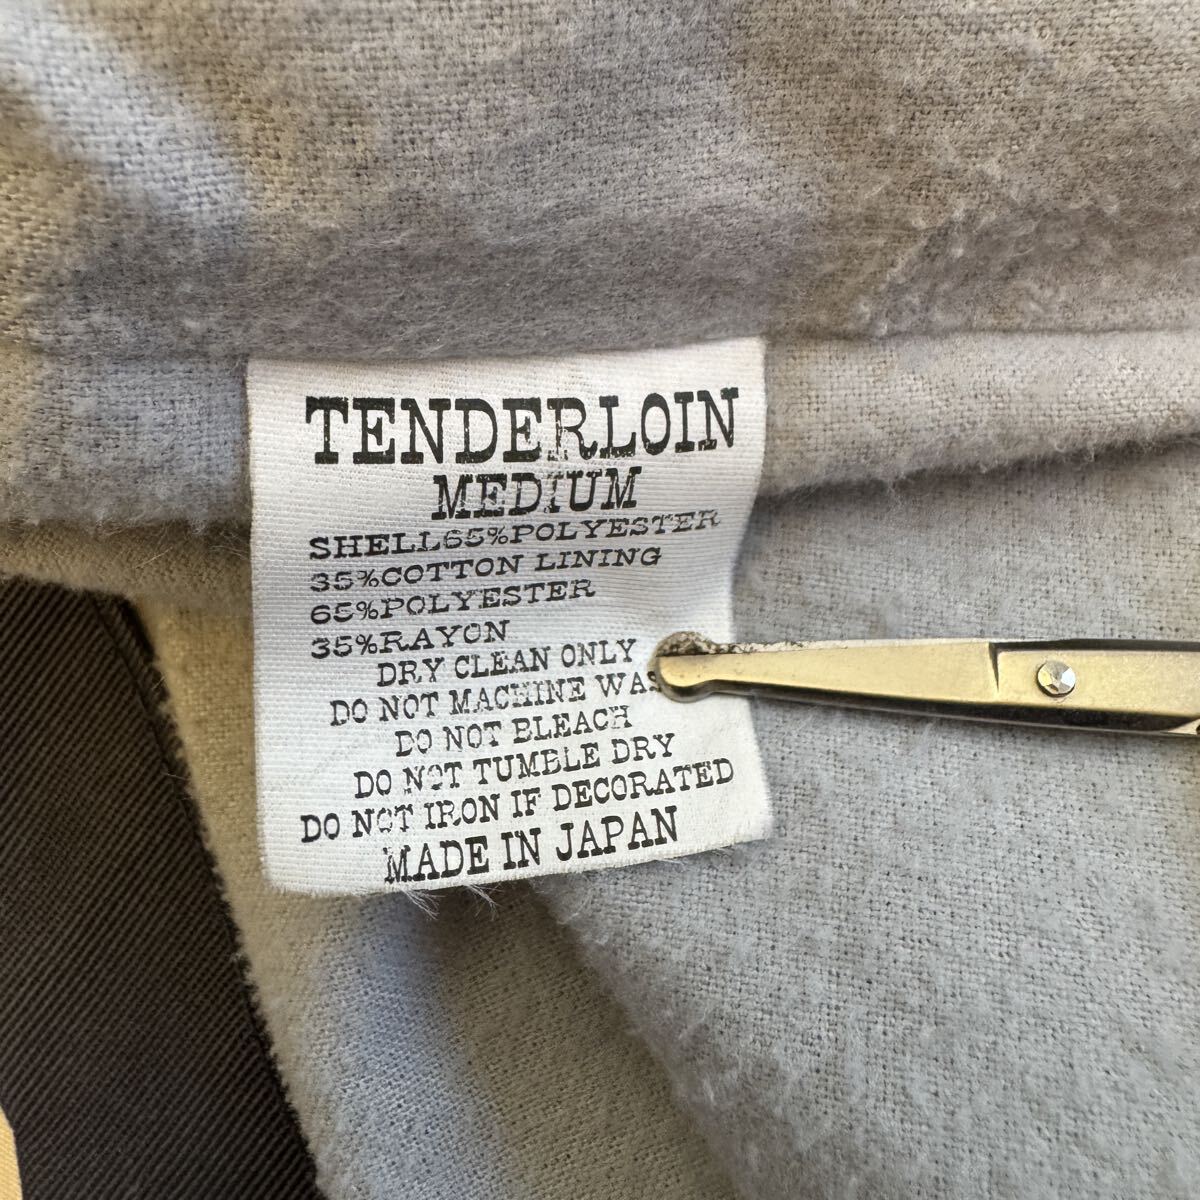 TENDERLOIN
MEDIUM
SHELL65%POLYESTER
35%COTTON LINING
65%POLYESTER
35%RAYON
DRY CLEAN ONLY
DO NOT MACHINE WAS
DO NOT BLEACH
DO NOT TUMBLE DRY
DO NOT IRON IF DECORATED
MADE IN JAPAN